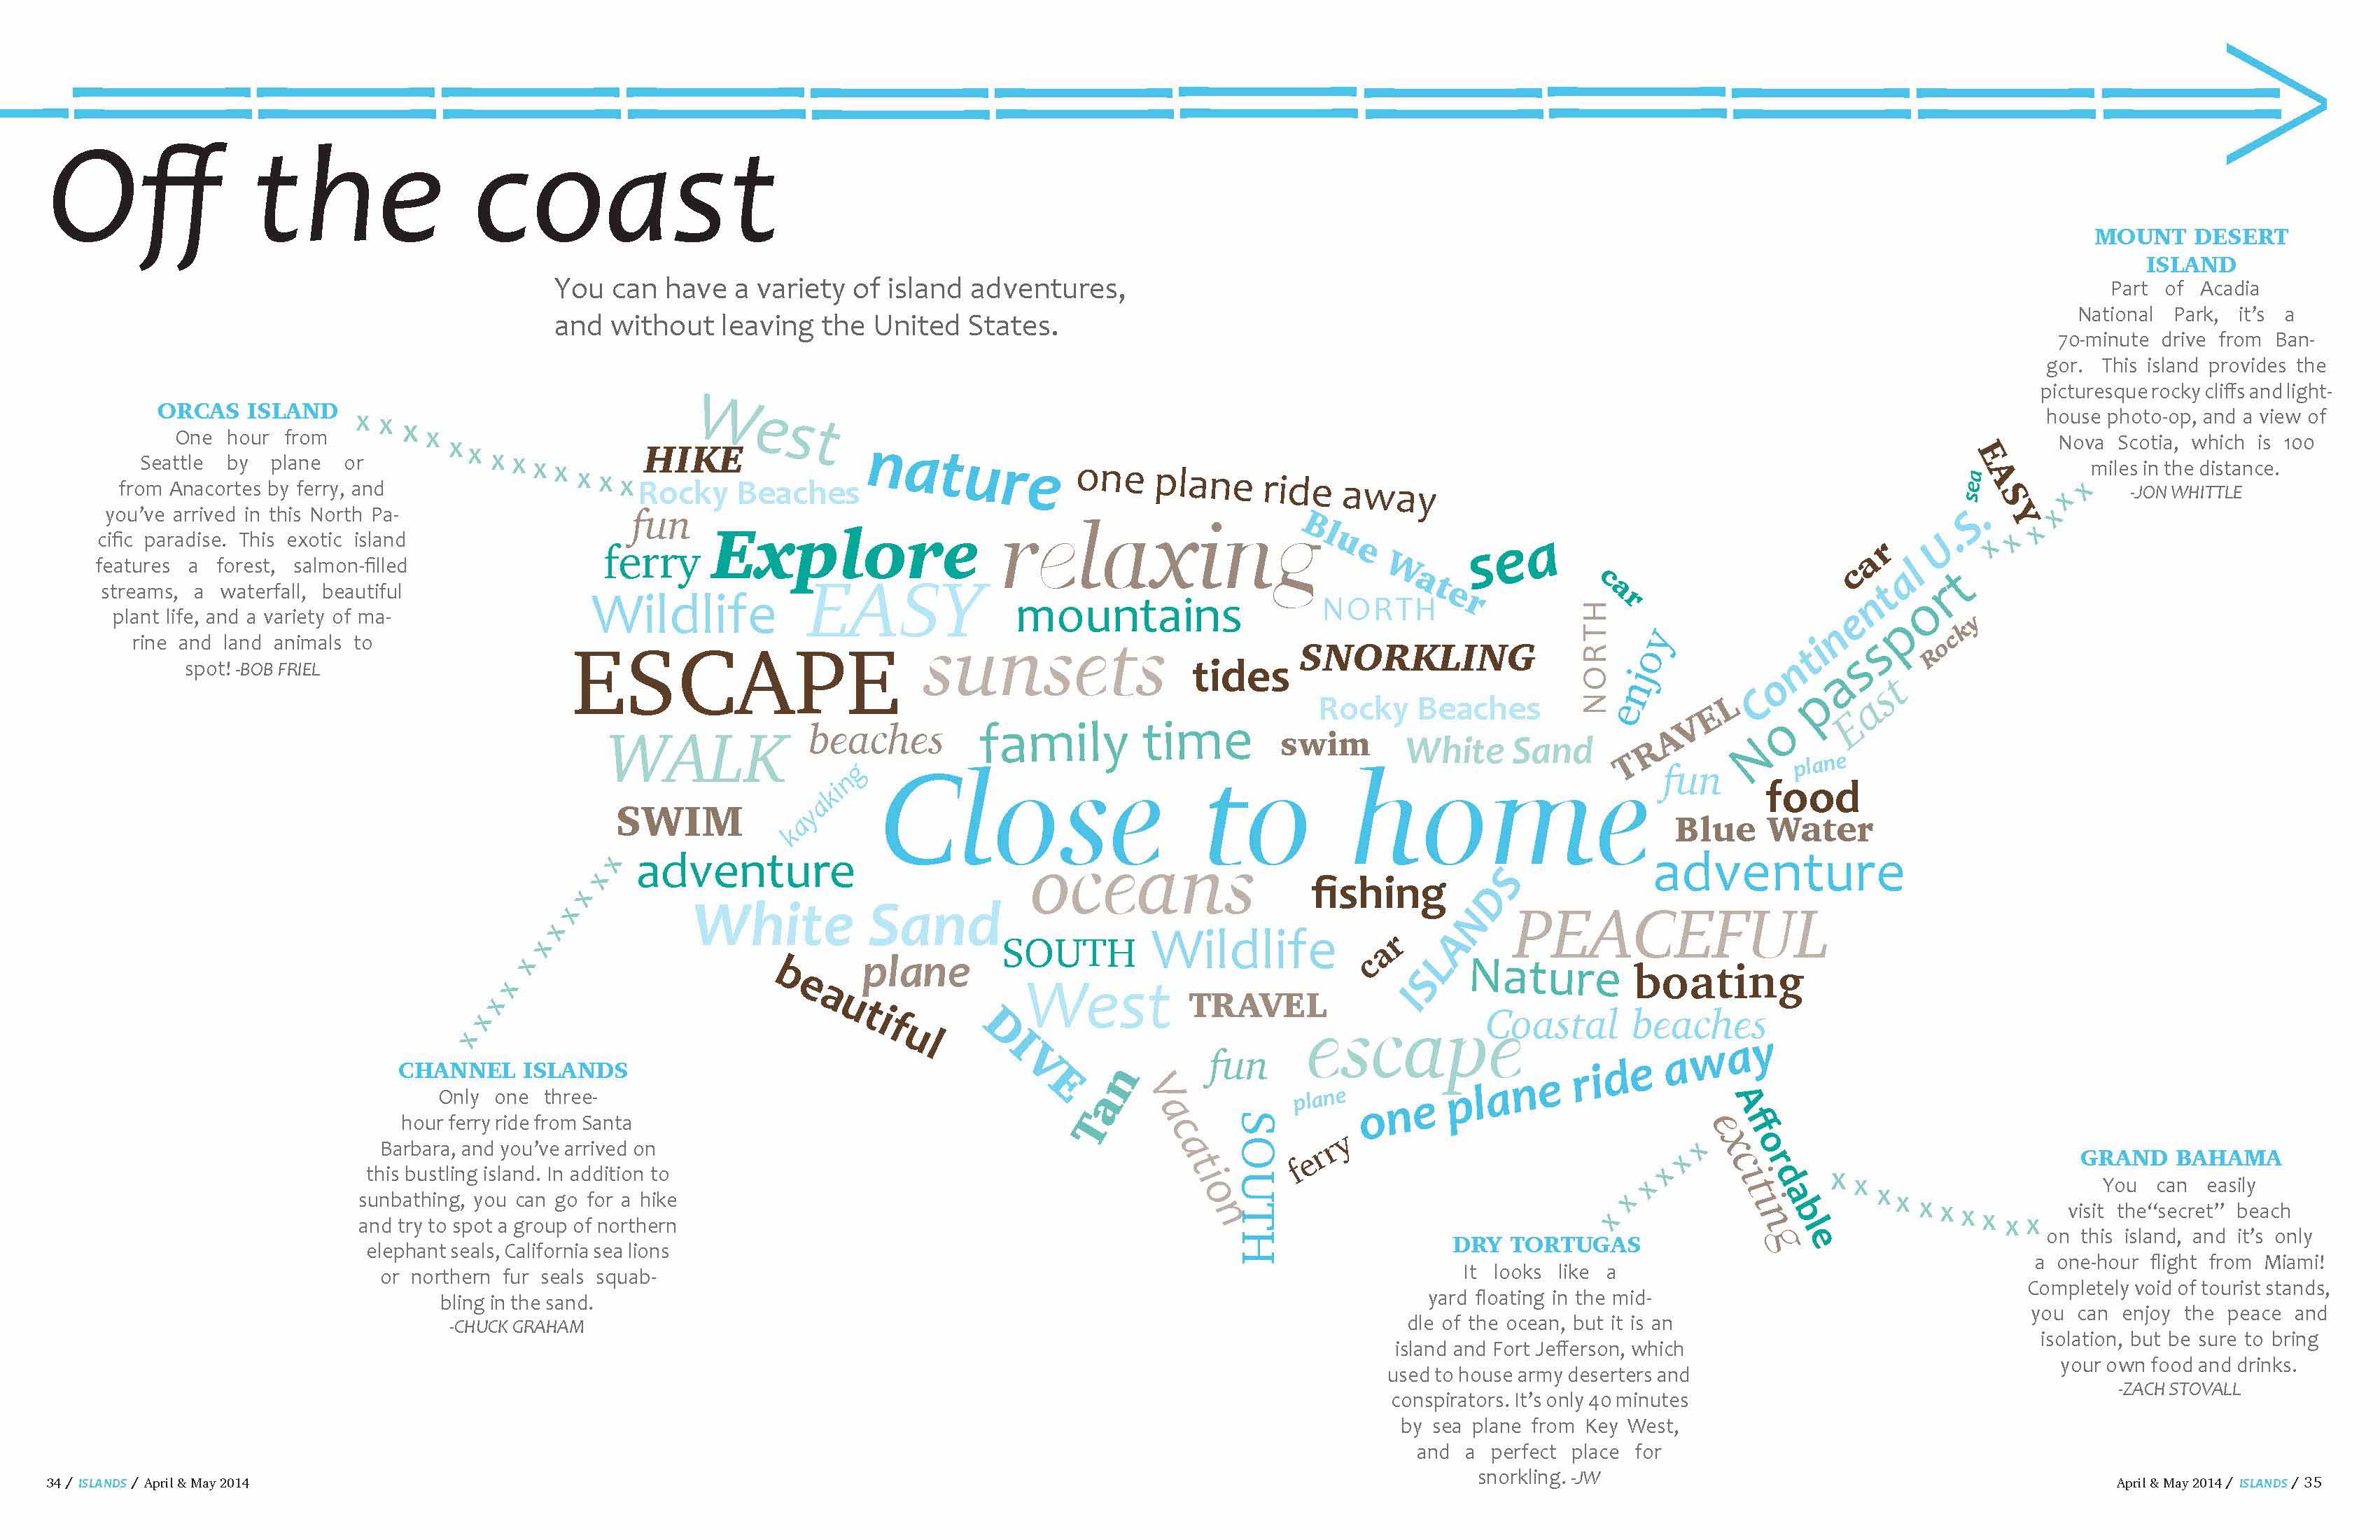 Off the coast
You can have a variety of island adventures,
and without leaving the United States.
ORCAS ISLAND
One hour from
Seattle by plane or
from Anacortes by ferry, and
you've arrived in this North Pa-
cific paradise. This exotic island
features a forest, salmon-filled
streams, a waterfall, beautiful
plant life, and a variety of ma-
rine and land animals to
spot! -BOB FRIEL
x x x x x x x x x x x x x x
MOUNT DESERT
ISLAND
Part of Acadia
National Park, it's a
70-minute drive from Ban-
gor. This island provides the
picturesque rocky cliffs and light-
house photo-op, and a view of
Nova Scotia, which is 100
miles in the distance.
-JON WHITTLE
x x x x x x
West
HIKE
nature
one plane ride away
Rocky Beaches
fun
ferry
Explore
relaxing
Blue Water
sea
car
Wildlife
EASY
mountains
NORTH
NORTH
enjoy
ESCAPE
sunsets
tides
SNORKLING
Rocky Beaches
WALK
beaches
family time
swim
White Sand
TRAVEL
Continental U.S.
sea
EASY
car
No passport
Rocky
East
plane
fun
food
Blue Water
SWIM
kayaking
Close to home
adventure
adventure
oceans
fishing
ISLANDS
White Sand
SOUTH
Wildlife
car
PEACEFUL
beautiful
plane
West
TRAVEL
Nature
boating
DIVE
Coastal beaches
fun
escape
Tan
Vacation
SOUTH
plane
one plane ride away
ferry
Affordable
exciting
x x x x x x x x x x x x
CHANNEL ISLANDS
Only one three-
hour ferry ride from Santa
Barbara, and you've arrived on
this bustling island. In addition to
sunbathing, you can go for a hike
and try to spot a group of northern
elephant seals, California sea lions
or northern fur seals squab-
bling in the sand.
-CHUCK GRAHAM
x x x x x x
DRY TORTUGAS
It looks like a
yard floating in the mid-
dle of the ocean, but it is an
island and Fort Jefferson, which
used to house army deserters and
conspirators. It's only 40 minutes
by sea plane from Key West,
and a perfect place for
snorkling. -JW
x x x x x x x x x x
GRAND BAHAMA
You can easily
visit the“secret” beach
on this island, and it's only
a one-hour flight from Miami!
Completely void of tourist stands,
you can enjoy the peace and
isolation, but be sure to bring
your own food and drinks.
-ZACH STOVALL
34 / ISLANDS / April & May 2014
April & May 2014 / ISLANDS / 35